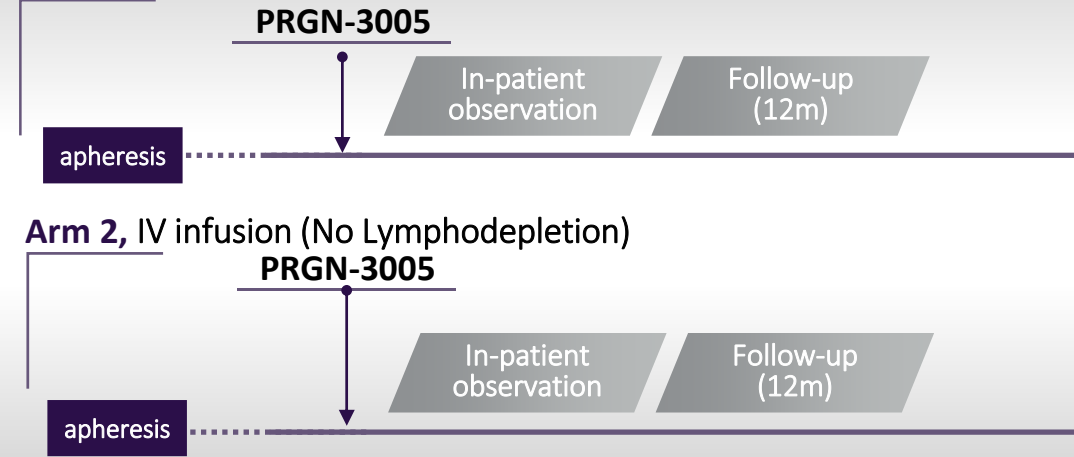 PRGN-3005
In-patient
observation
Follow-up
(12m)
apheresis
Arm 2, IV infusion (No Lymphodepletion)
PRGN-3005
In-patient
observation
Follow-up
(12m)
apheresis